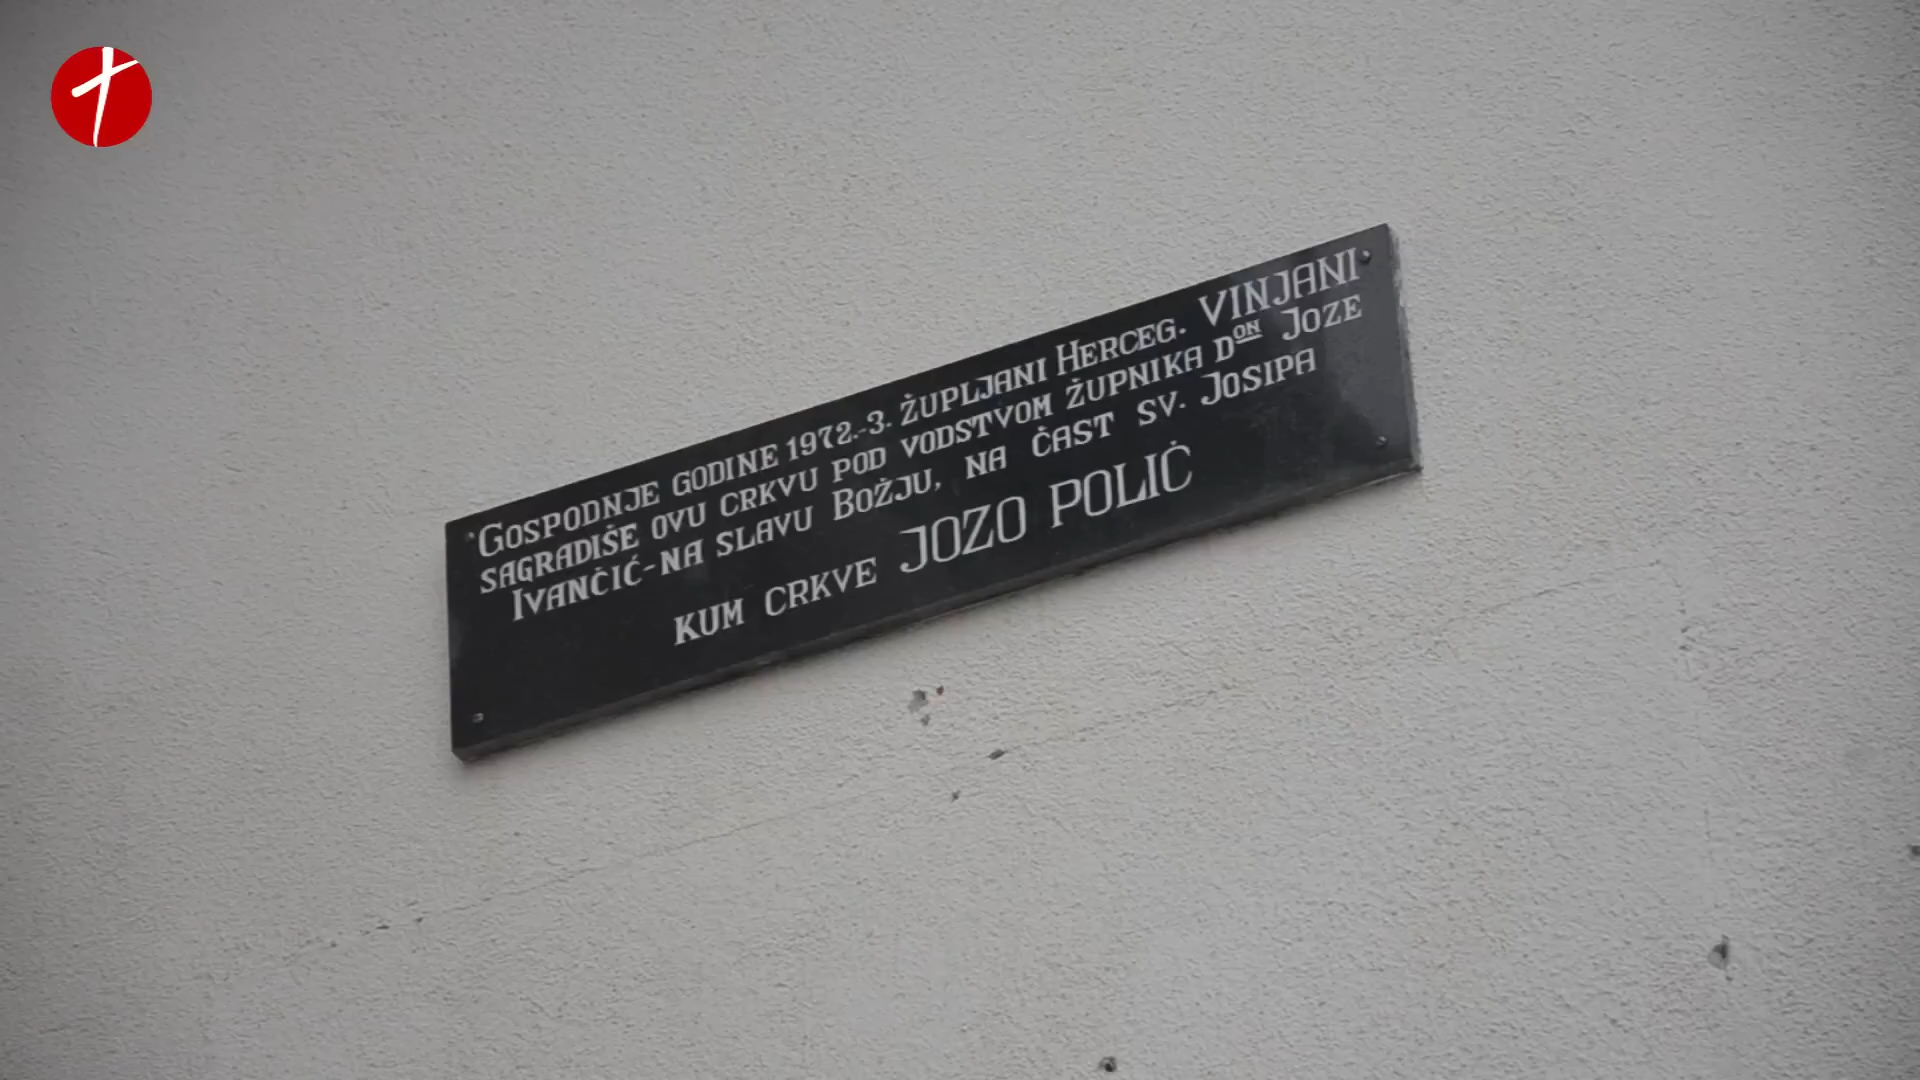 GOSPODNJE GODINE 1972.-3. ŽUPLJANI HERCEG. VINJANI
SAGRADIŠE OVU CRKVU POD VODSTVOM ŽUPNIKA DON JOZE
IVANČIĆ-NA SLAVU BOŽJU, NA ČAST SV. JOSIPA
KUM CRKVE JOZO POLIĆ